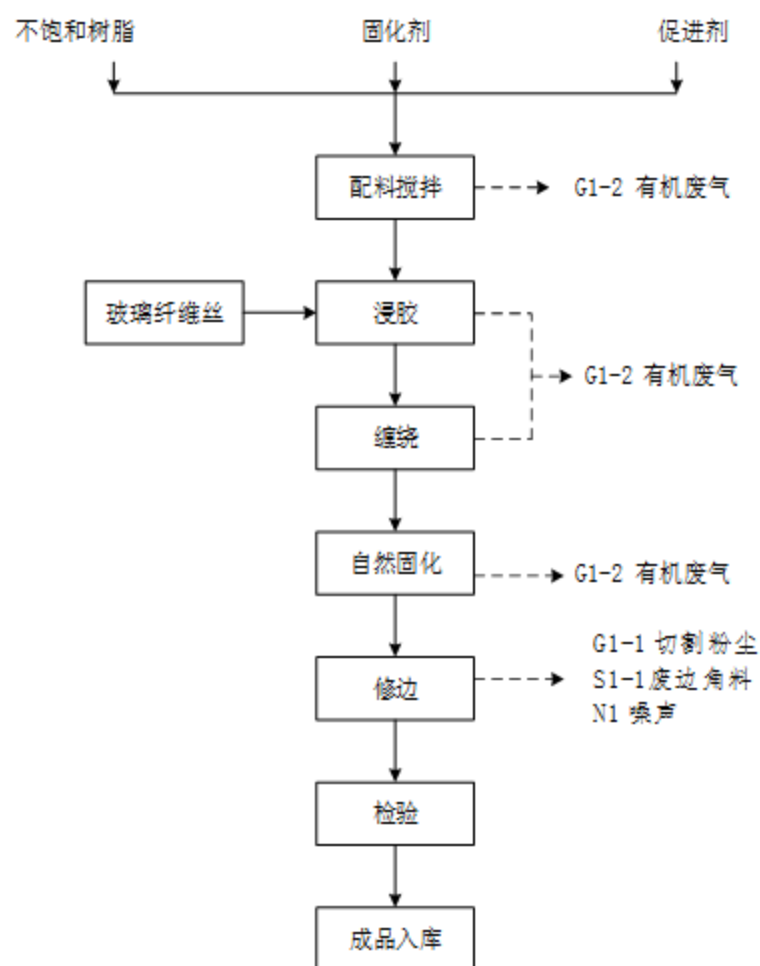 不饱和树脂 固化剂 促进剂
配料搅拌 G1-2 有机废气
玻璃纤维丝 浸胶
G1-2 有机废气
缠绕
自然固化 G1-2 有机废气
G1-1 切割粉尘
修边 S1-1废边角料
N1 噪声
检验
成品入库